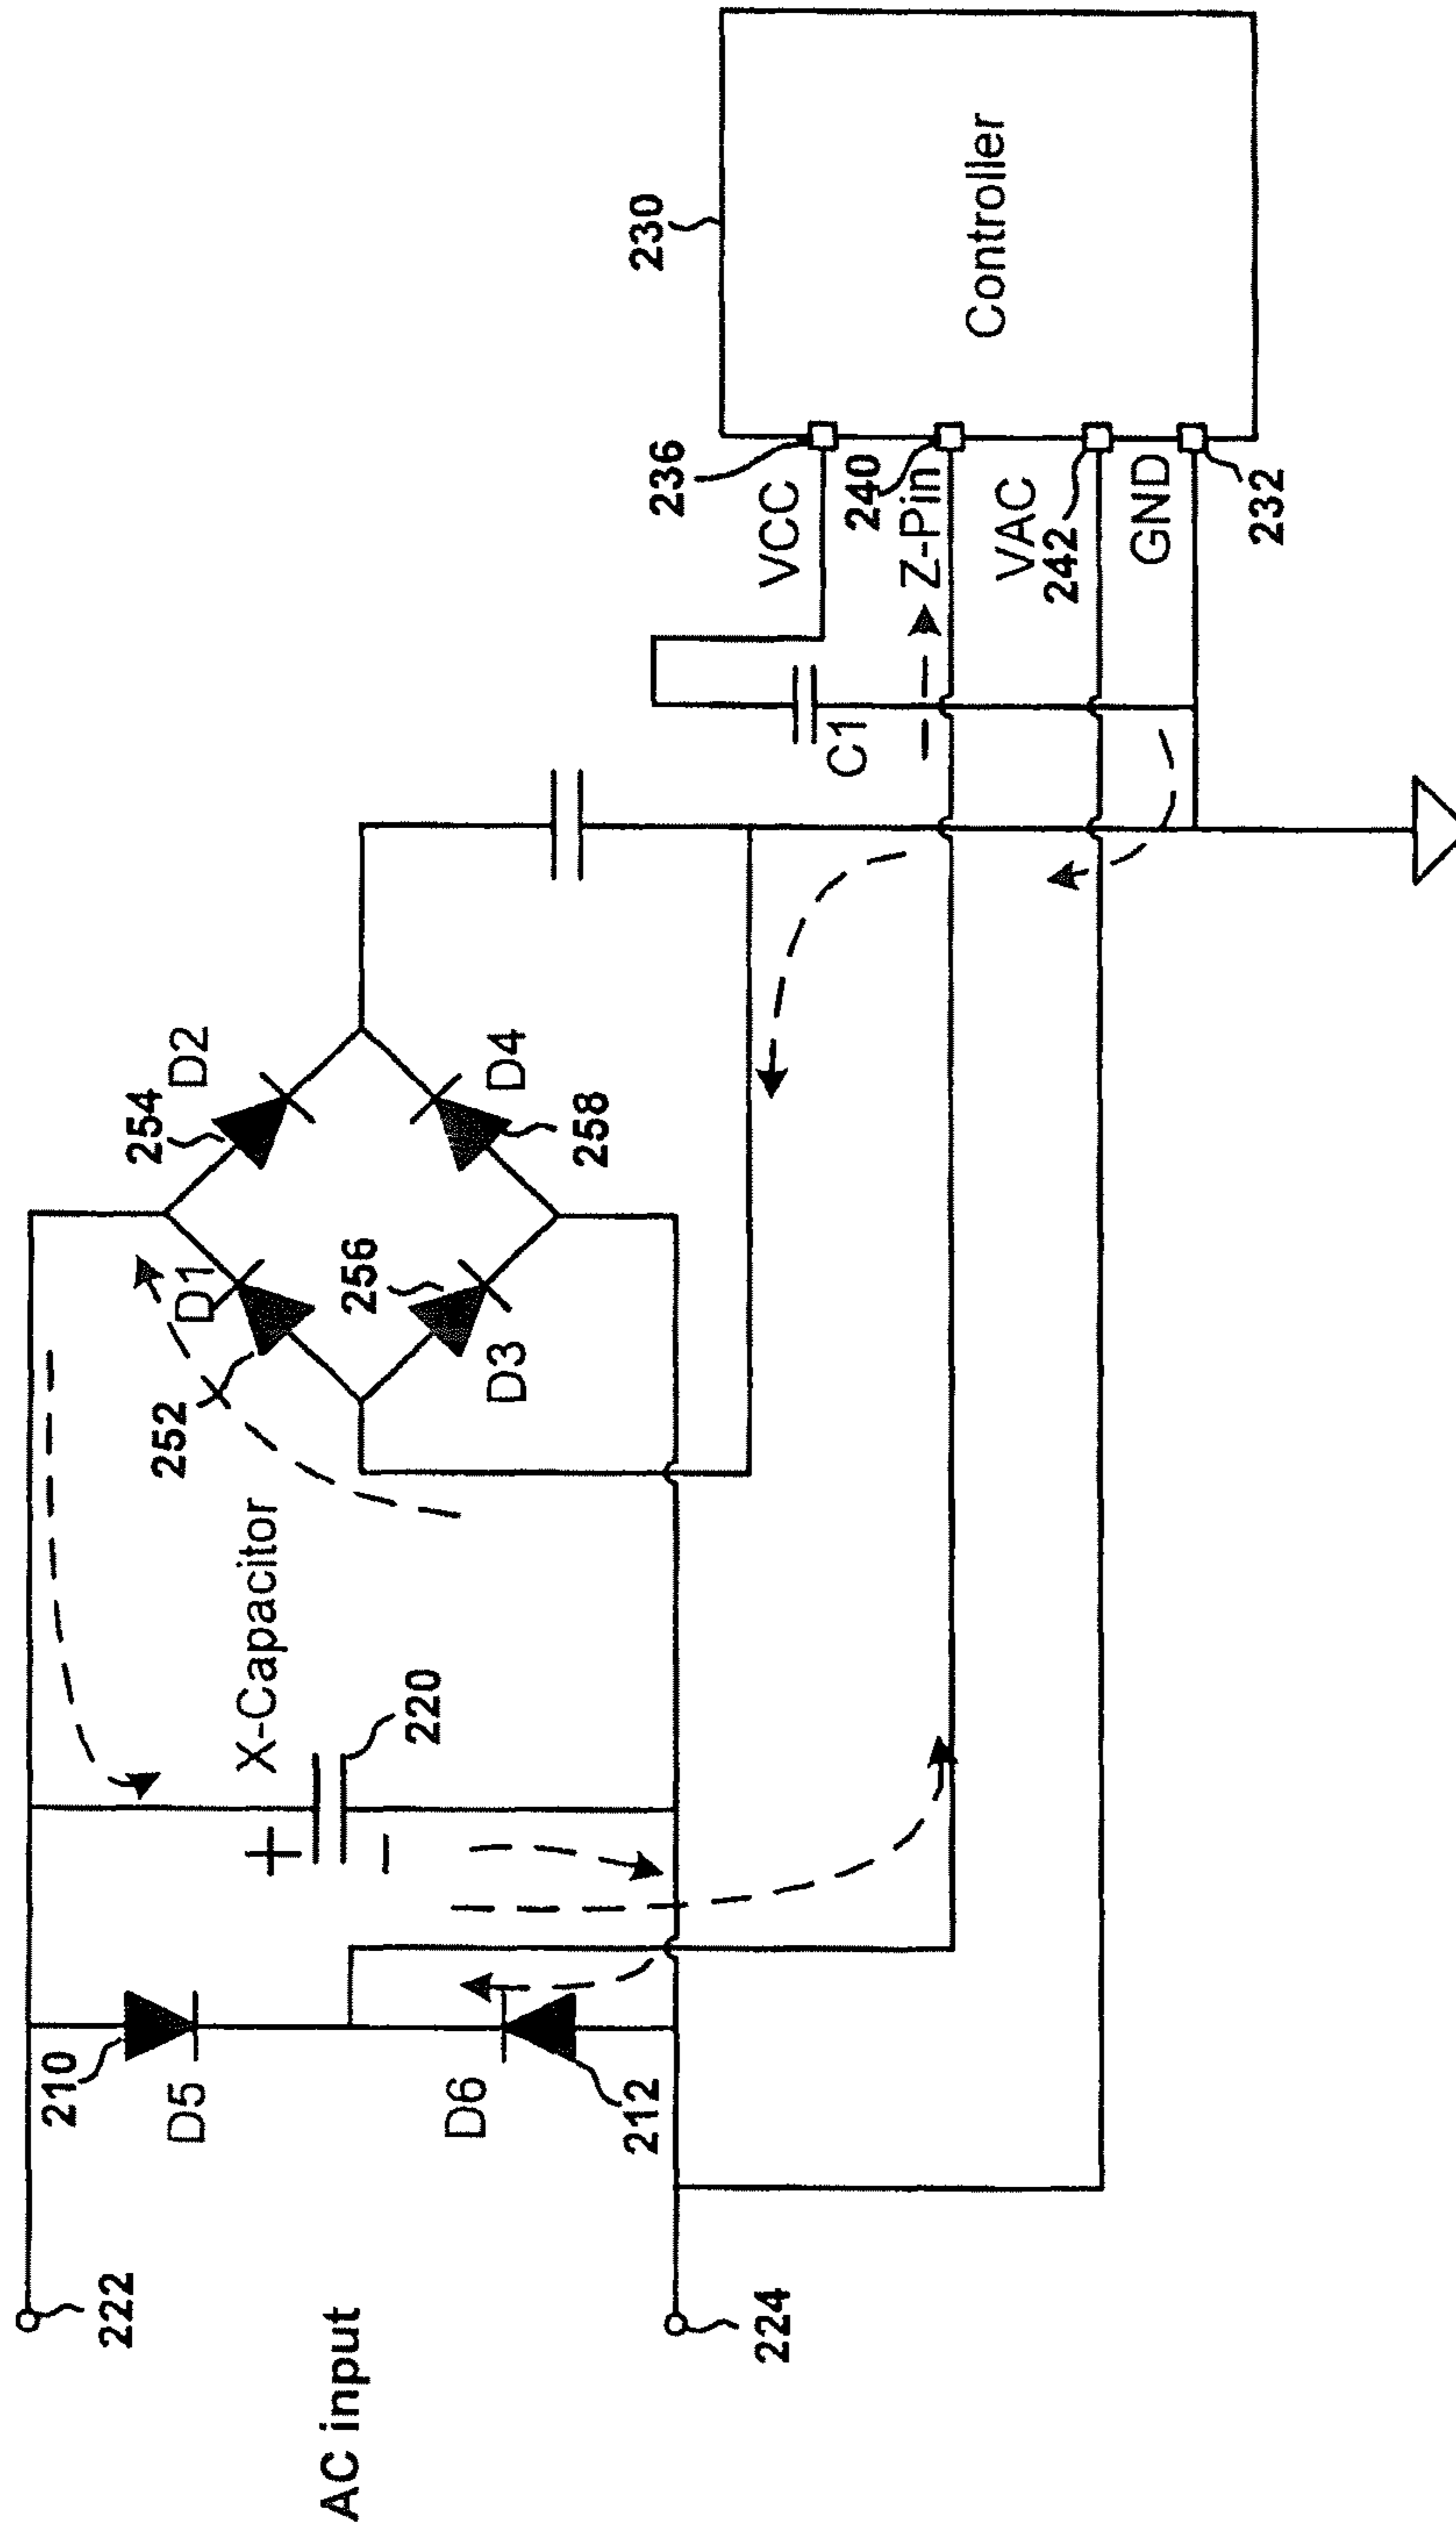 AC input
222
224
210
D5
D6
212
+
-
X-Capacitor
220
252
D1
254
D2
256
D3
D4
258
C1
VCC
236
Z-Pin
240
VAC
242
GND
232
230
Controller